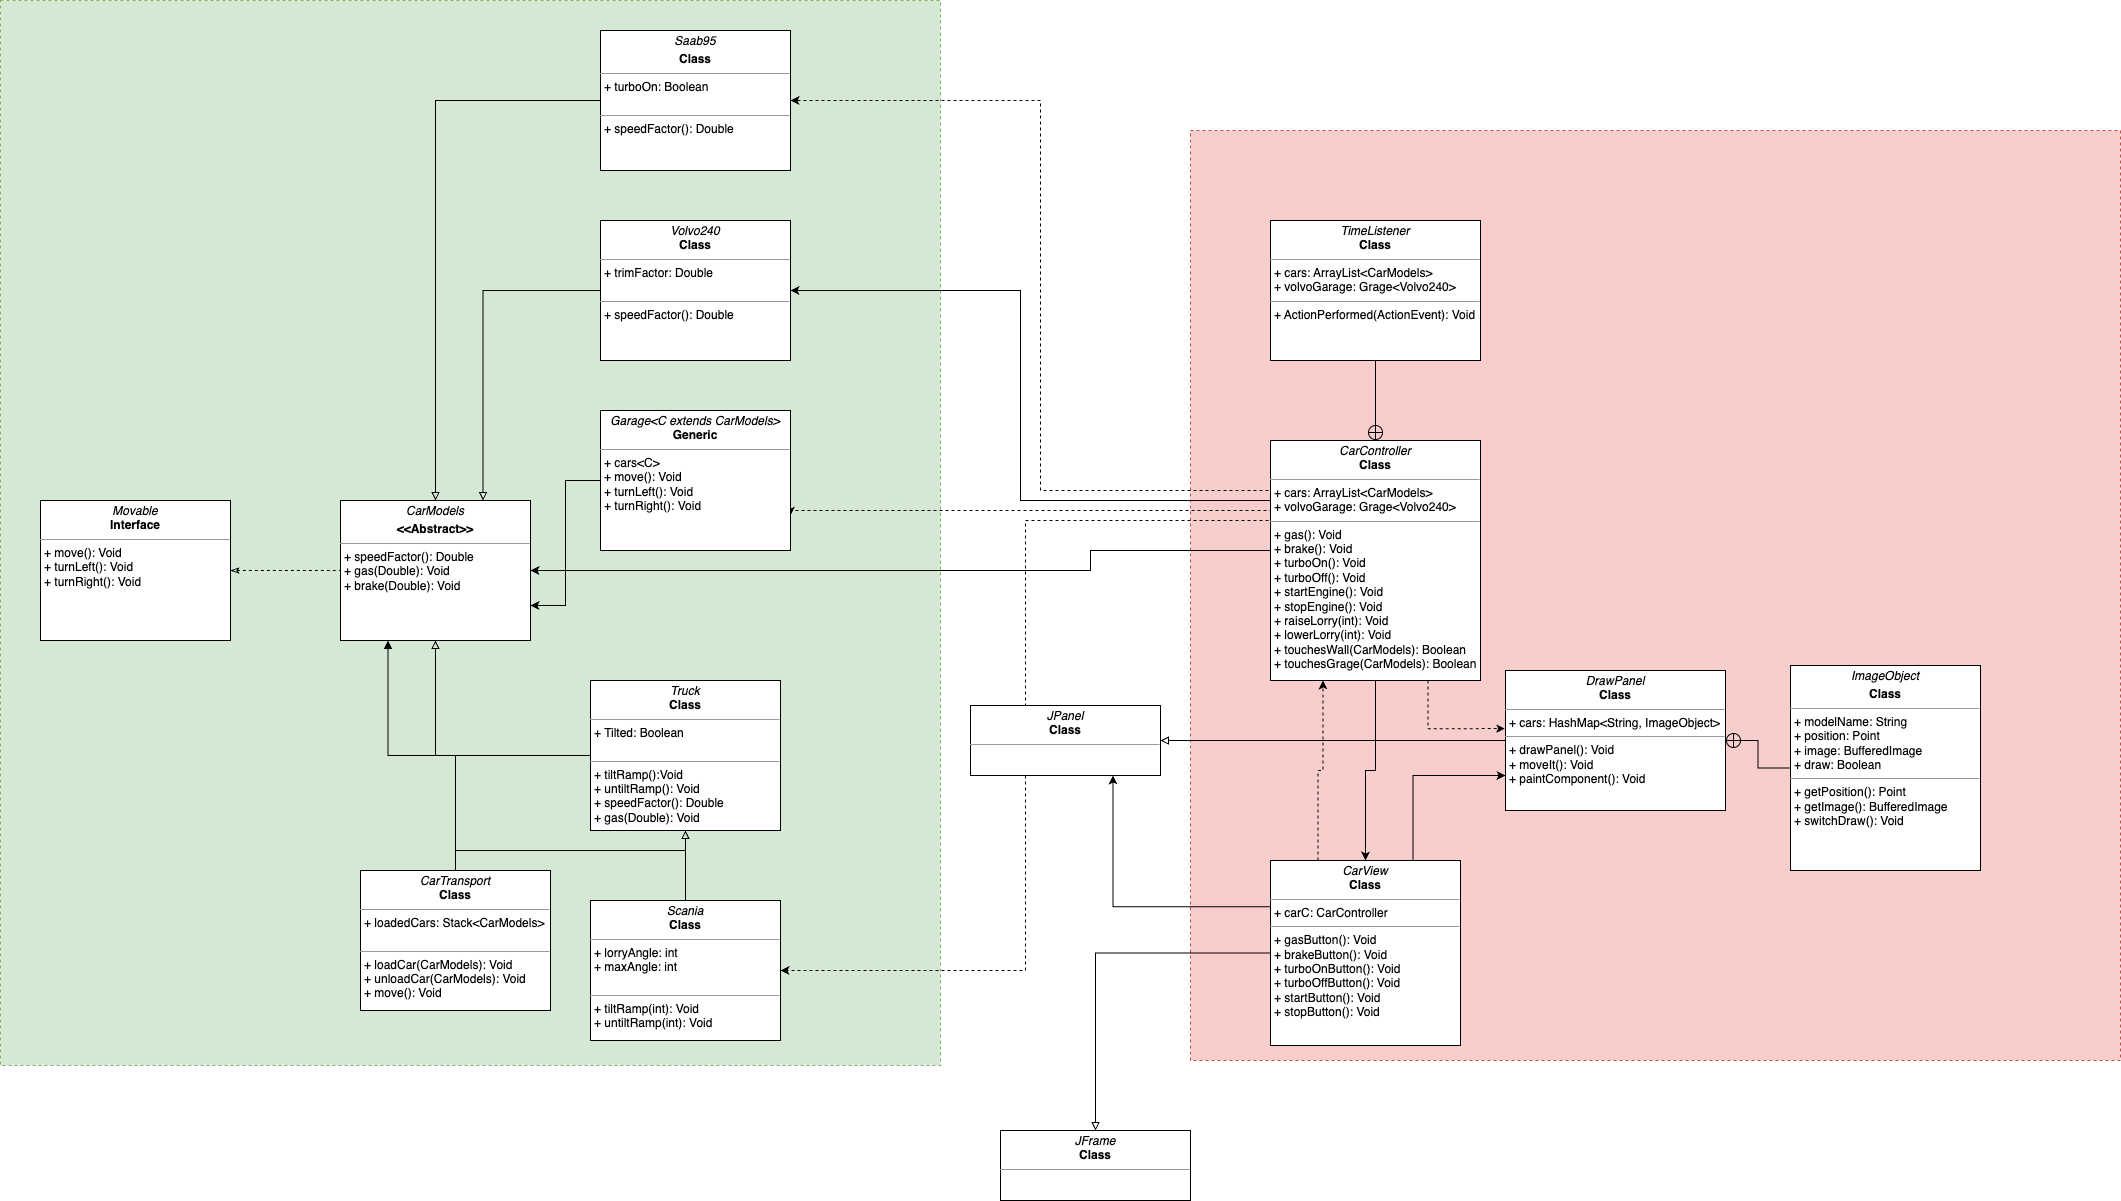 Saab95
Class
+ turboOn: Boolean
+ speedFactor(): Double
Volvo240
Class
+ trimFactor: Double
+ speedFactor(): Double
Garage<C extends CarModels>
Generic
+ cars<C>
+ move(): Void
+ turnLeft(): Void
+ turnRight(): Void
Movable
Interface
+ move(): Void
+ turnLeft(): Void
+ turnRight(): Void
CarModels
<<Abstract>>
+ speedFactor(): Double
+ gas(Double): Void
+ brake(Double): Void
Truck
Class
+ Tilted: Boolean
+ tiltRamp():Void
+ untiltRamp(): Void
+ speedFactor(): Double
+ gas(Double): Void
CarTransport
Class
+ loadedCars: Stack<CarModels>
+ loadCar(CarModels): Void
+ unloadCar(CarModels): Void
+ move(): Void
Scania
Class
+ lorryAngle: int
+ maxAngle: int
+ tiltRamp(int): Void
+ untiltRamp(int): Void
TimeListener
Class
+ cars: ArrayList<CarModels>
+ volvoGarage: Grage<Volvo240>
+ ActionPerformed(ActionEvent): Void
CarController
Class
+ cars: ArrayList<CarModels>
+ volvoGarage: Grage<Volvo240>
+ gas(): Void
+ brake(): Void
+ turboOn(): Void
+ turboOff(): Void
+ startEngine(): Void
+ stopEngine(): Void
+ raiseLorry(int): Void
+ lowerLorry(int): Void
+ touchesWall(CarModels): Boolean
+ touchesGrage(CarModels): Boolean
JPanel
Class
DrawPanel
Class
+ cars: HashMap<String, ImageObject>
+ drawPanel(): Void
+ moveIt(): Void
+ paintComponent(): Void
ImageObject
Class
+ modelName: String
+ position: Point
+ image: BufferedImage
+ draw: Boolean
+ getPosition(): Point
+ getImage(): BufferedImage
+ switchDraw(): Void
CarView
Class
+ carC: CarController
+ gasButton(): Void
+ brakeButton(): Void
+ turboOnButton(): Void
+ turboOffButton(): Void
+ startButton(): Void
+ stopButton(): Void
JFrame
Class